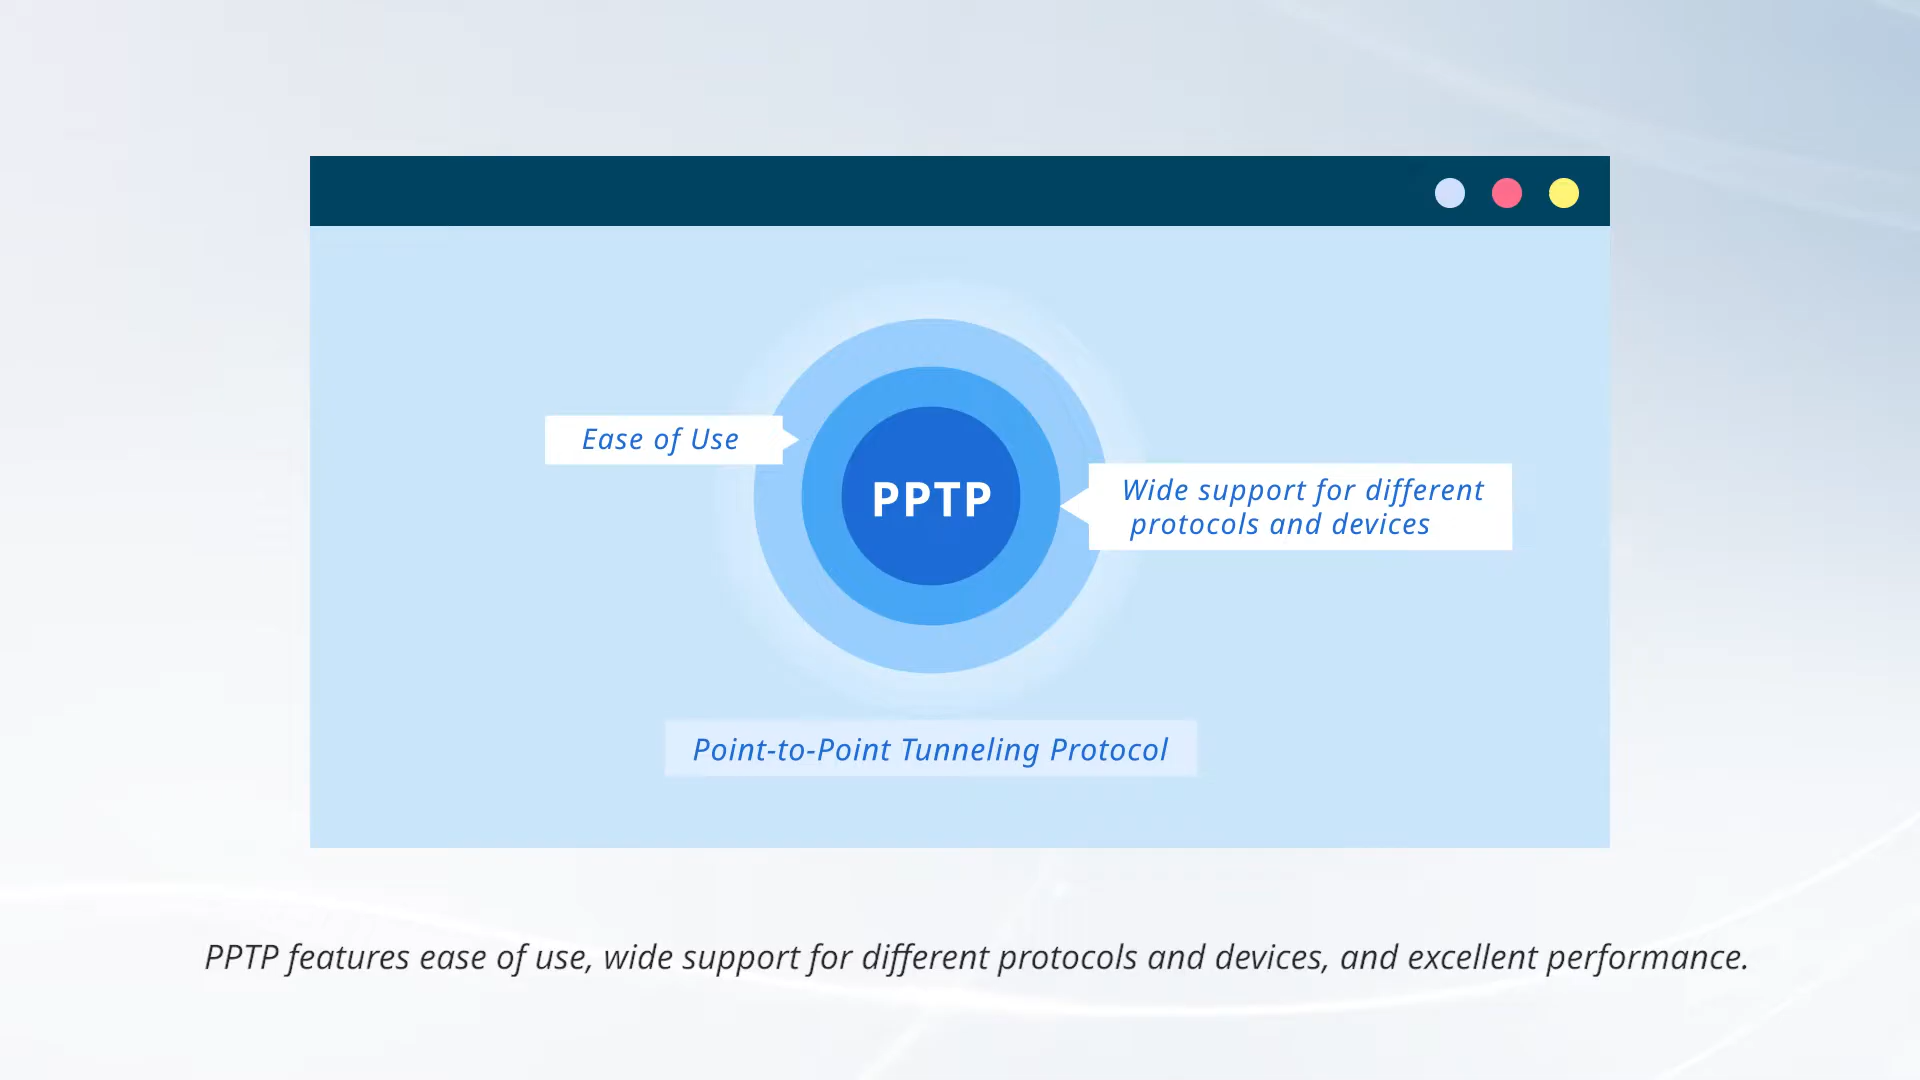 Ease of Use
PPTP
Wide support for different
protocols and devices
Point-to-Point Tunneling Protocol
PPTP features ease of use, wide support for different protocols and devices, and excellent performance.